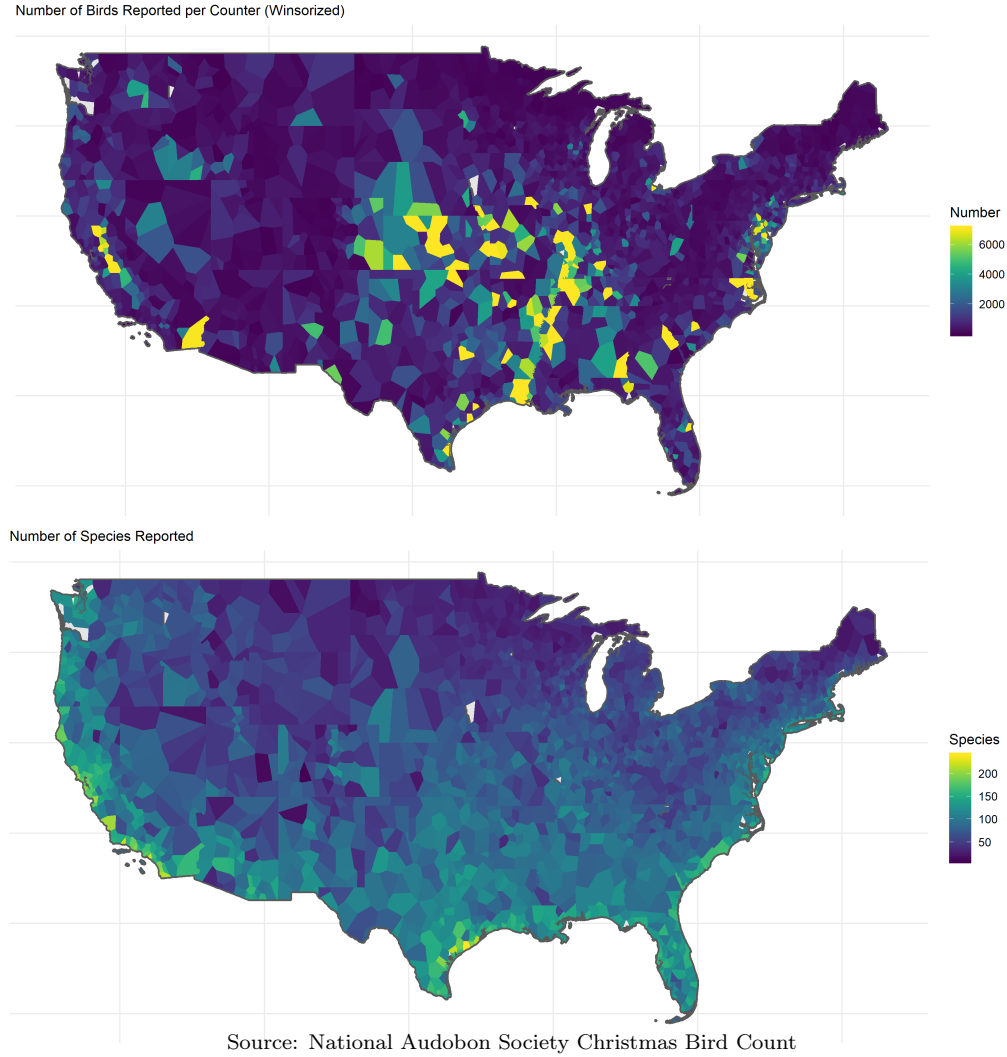 Number of Birds Reported per Counter (Winsorized)
Number
6000
4000
2000
Number of Species Reported
Species
200
150
100
50
Source: National Audobon Society Christmas Bird Count